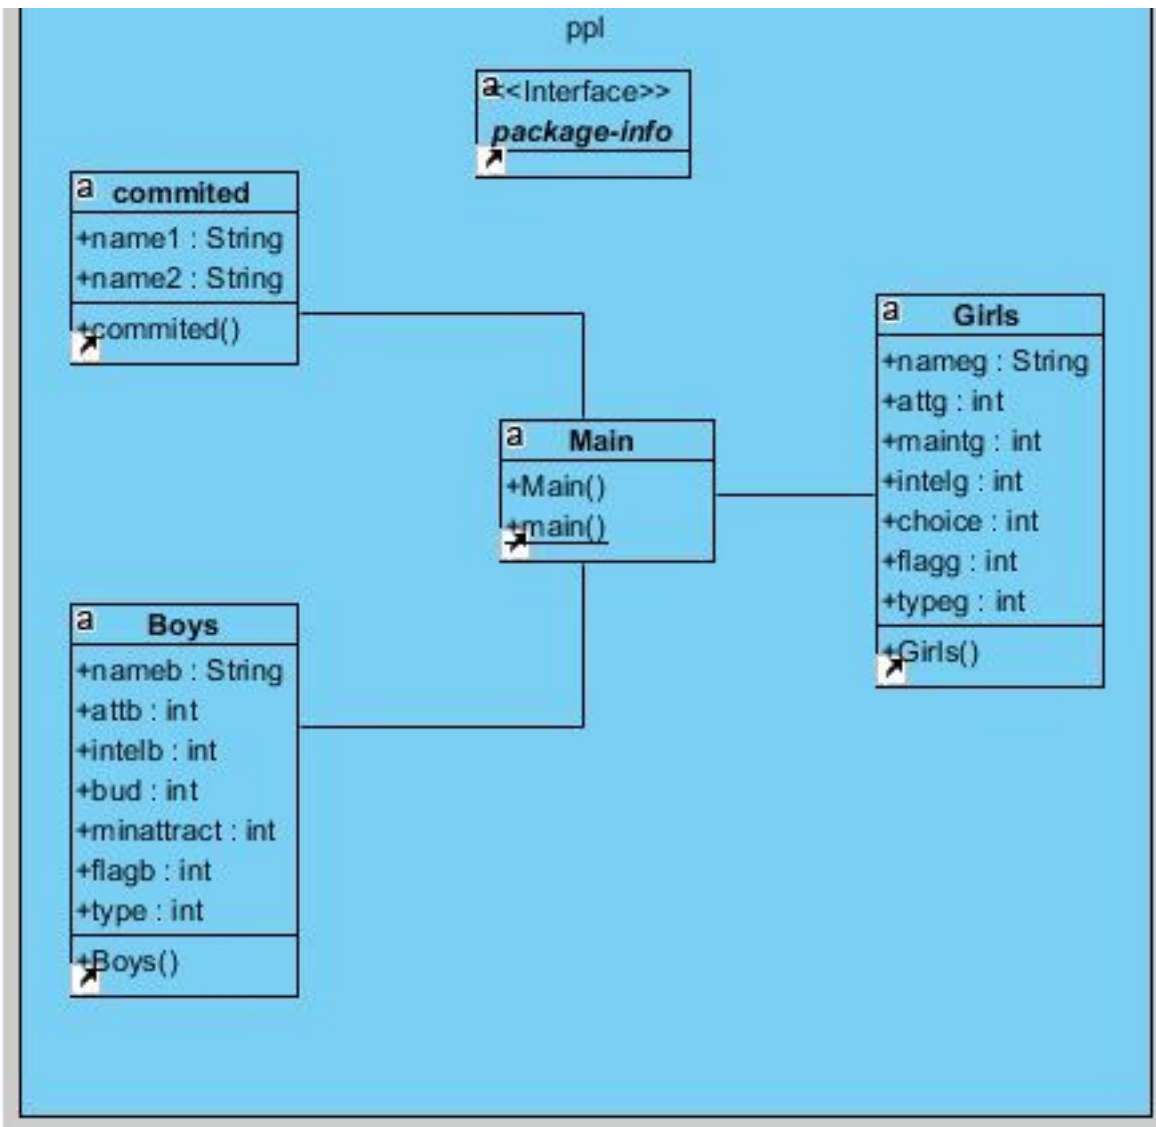 ppl
a
<<Interface>>
package-info
a
commited
+name1 : String
+name2 : String
+commited()
a
Girls
+nameg : String
+attg : int
+maintg : int
+intelg : int
+choice : int
+flagg : int
+typeg : int
+Girls()
a
Main
+Main()
+main()
a
Boys
+nameb : String
+attb : int
+intelb : int
+bud : int
+minattract : int
+flagb : int
+type : int
+Boys()